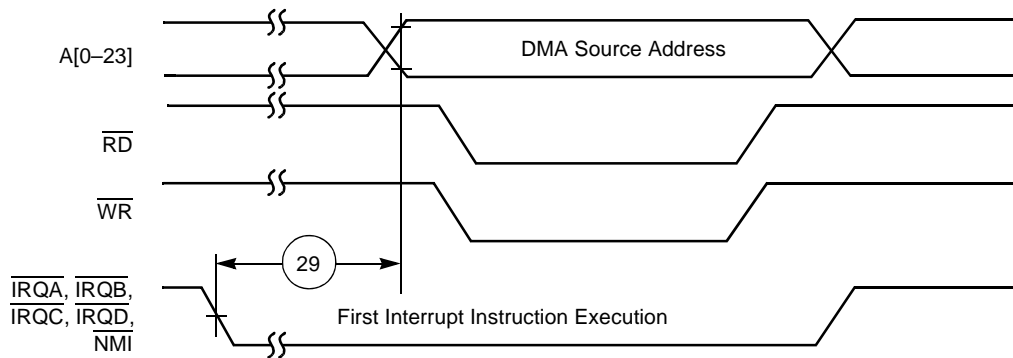 A[0–23]
DMA Source Address
RD
WR
29
IRQA, IRQB,
IRQC, IRQD,
NMI
First Interrupt Instruction Execution